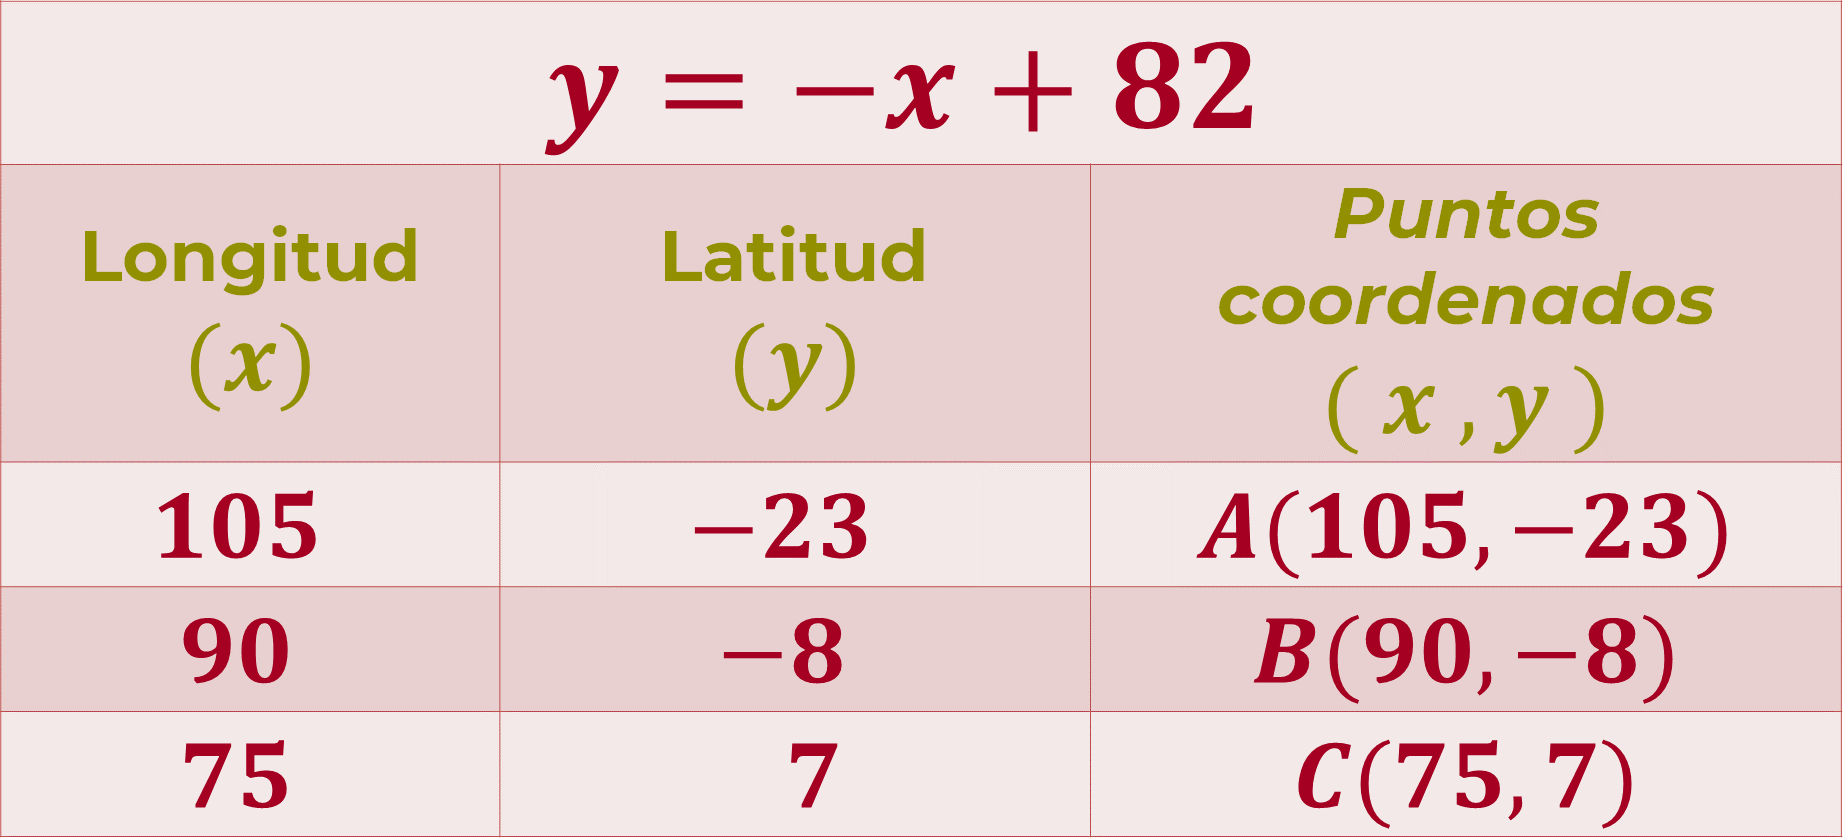 y = −x + 82
Longitud
(x)
Latitud
(y)
Puntos
coordenados
( x , y )
105
−23
A(105, −23)
90
−8
B(90, −8)
75
7
C(75, 7)